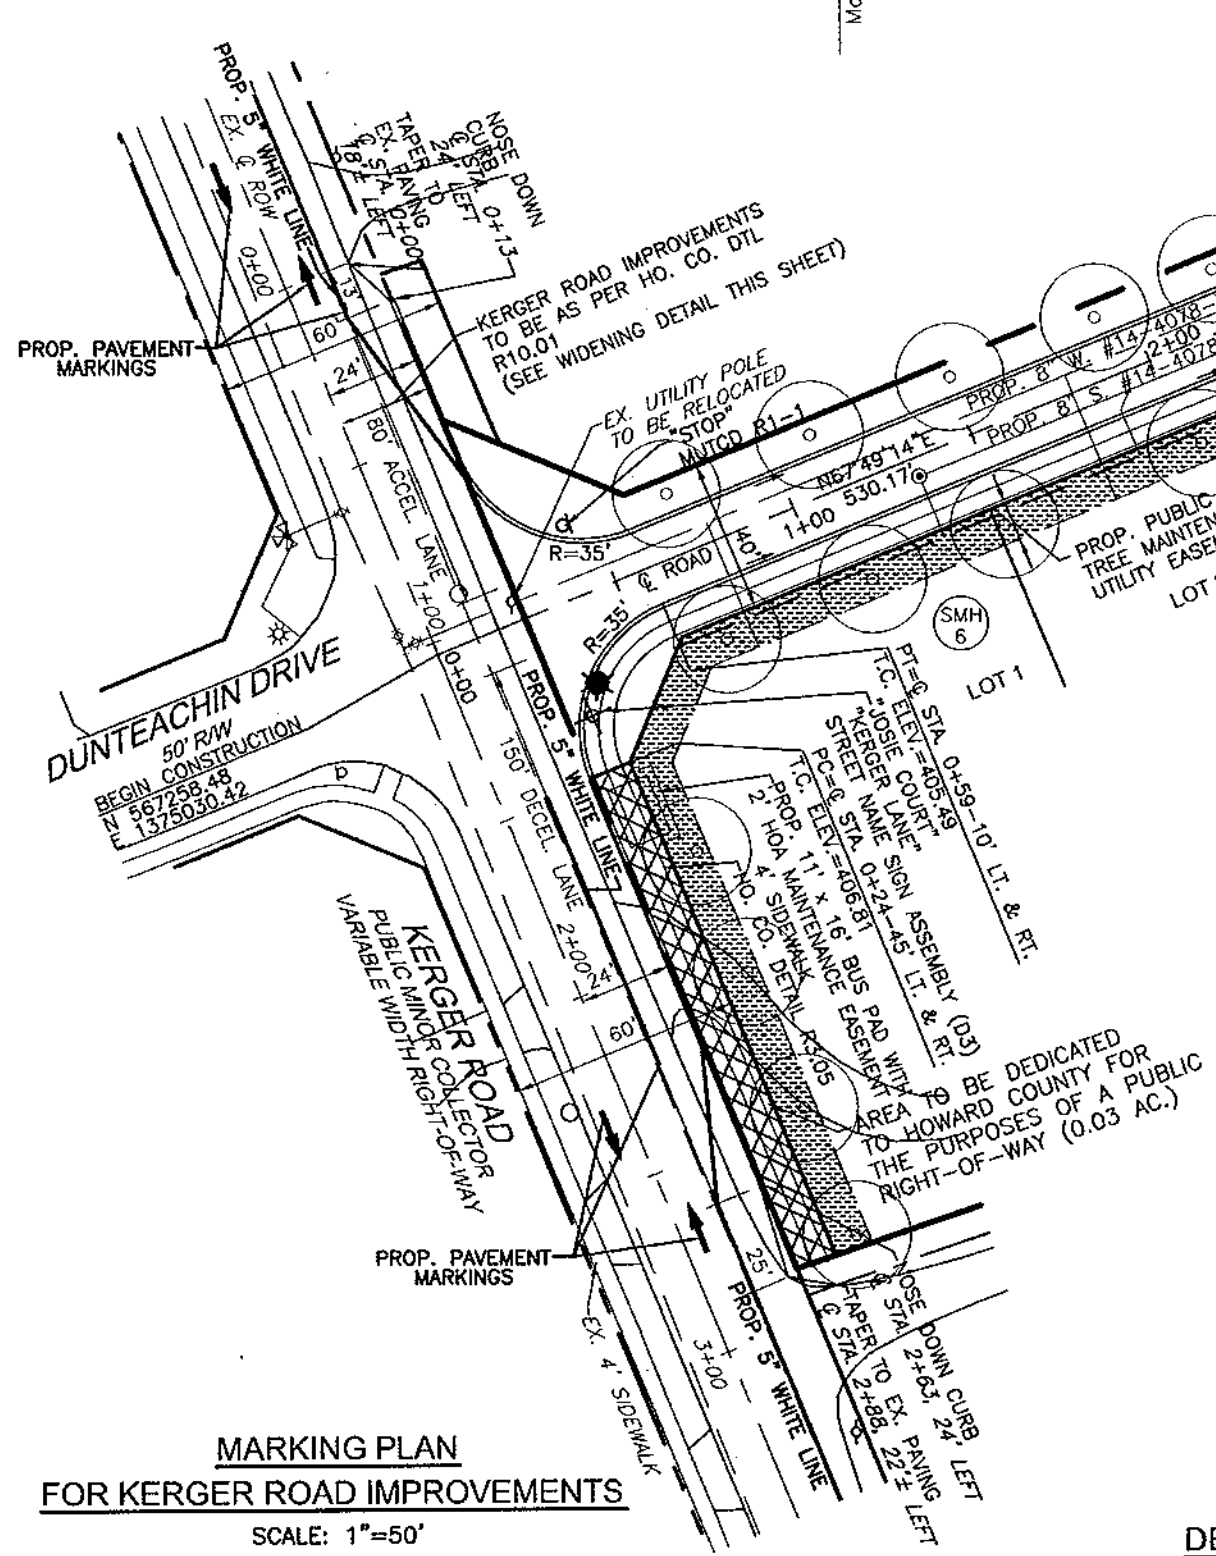 Mo
PROP. 5" WHITE LINE
EX. ℄ ROW
0+00
NOSE DOWN
CURB
℄ STA. 0+13
24' LEFT
TAPER TO
EX. PAVING
℄ STA. 0+00
18'± LEFT
KERGER ROAD IMPROVEMENTS
TO BE AS PER HO. CO. DTL
R10.01
(SEE WIDENING DETAIL THIS SHEET)
PROP. PAVEMENT
MARKINGS
13'
60'
24'
80' ACCEL. LANE
EX. UTILITY POLE
TO BE RELOCATED
"STOP"
MUTCD R1-1
PROP. 8" W. #14-4078-
2+00
PROP. 8" S. #14-4078
N67°49'14"E
530.17'
1+00
℄ ROAD
40'
R=35'
R=35'
PROP. PUBLIC
TREE MAINTEN
UTILITY EASE
LOT
SMH
6
LOT 1
1+00
0+00
DUNTEACHIN DRIVE
50' R/W
BEGIN CONSTRUCTION
N 567258.48
E 1375030.42
150' DECEL. LANE
PROP. 5" WHITE LINE
PT=℄ STA. 0+59-10' LT. & RT.
T.C. ELEV.=405.49
"JOSIE COURT"
"KERGER LANE"
STREET NAME SIGN ASSEMBLY (D3)
PC=℄ STA. 0+24-45' LT. & RT.
T.C. ELEV.=406.81
PROP. 11' x 16' BUS PAD WITH
2' HOA MAINTENANCE EASEMENT
4' SIDEWALK
HO. CO. DETAIL R3.05
2+00
24'
60'
KERGER ROAD
PUBLIC MINOR COLLECTOR
VARIABLE WIDTH RIGHT-OF-WAY
AREA TO BE DEDICATED
TO HOWARD COUNTY FOR
THE PURPOSES OF A PUBLIC
RIGHT-OF-WAY (0.03 AC.)
PROP. PAVEMENT
MARKINGS
25'
PROP. 5" WHITE LINE
EX. 4' SIDEWALK
3+00
NOSE DOWN CURB
℄ STA. 2+63, 24' LEFT
TAPER TO EX. PAVING
℄ STA. 2+88, 22'± LEFT
MARKING PLAN
FOR KERGER ROAD IMPROVEMENTS
SCALE: 1"=50'
DE